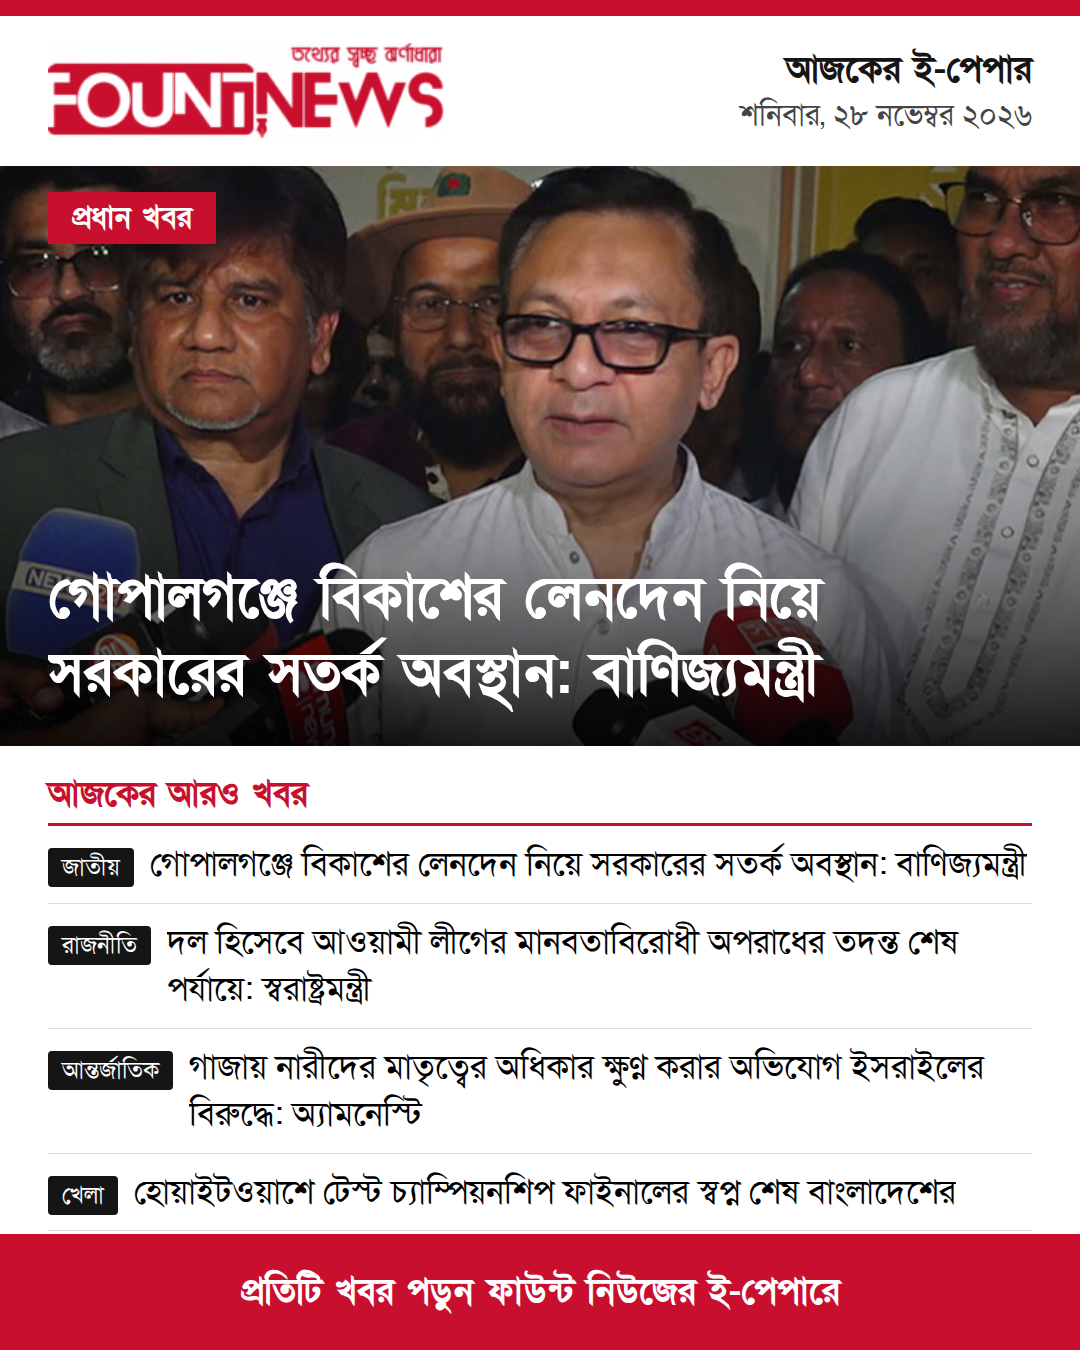 তথ্যের স্বচ্ছ ঝর্ণাধারা
FOUNT NEWS
আজকের ই-পেপার
শনিবার, ২৮ নভেম্বর ২০২৬
প্রধান খবর
গোপালগঞ্জে বিকাশের লেনদেন নিয়ে
সরকারের সতর্ক অবস্থান: বাণিজ্যমন্ত্রী
আজকের আরও খবর
জাতীয় গোপালগঞ্জে বিকাশের লেনদেন নিয়ে সরকারের সতর্ক অবস্থান: বাণিজ্যমন্ত্রী
রাজনীতি দল হিসেবে আওয়ামী লীগের মানবতাবিরোধী অপরাধের তদন্ত শেষ
পর্যায়ে: স্বরাষ্ট্রমন্ত্রী
আন্তর্জাতিক গাজায় নারীদের মাতৃত্বের অধিকার ক্ষুণ্ণ করার অভিযোগ ইসরাইলের
বিরুদ্ধে: অ্যামনেস্টি
খেলা হোয়াইটওয়াশে টেস্ট চ্যাম্পিয়নশিপ ফাইনালের স্বপ্ন শেষ বাংলাদেশের
প্রতিটি খবর পড়ুন ফাউন্ট নিউজের ই-পেপারে